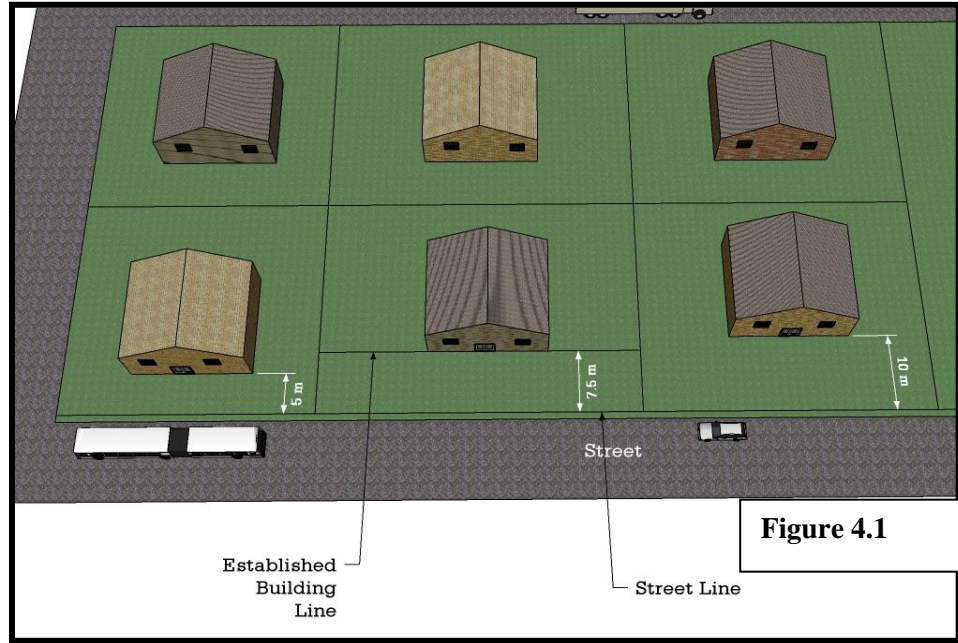 5 m
7.5 m
10 m
Street
Figure 4.1
Established
Building
Line
Street Line